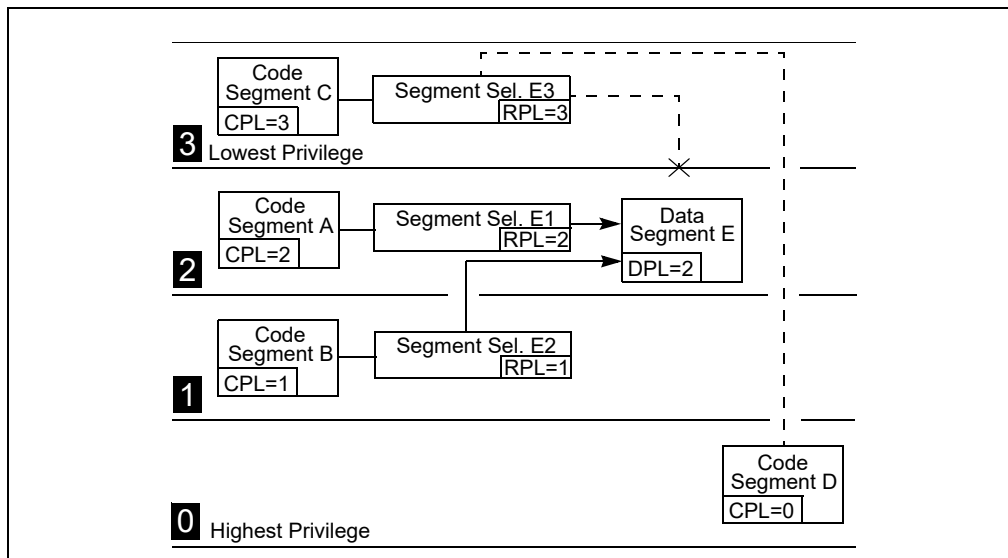 Code
Segment C
CPL=3
Segment Sel. E3
RPL=3
3
Lowest Privilege
Code
Segment A
CPL=2
Segment Sel. E1
RPL=2
Data
Segment E
DPL=2
2
Code
Segment B
CPL=1
Segment Sel. E2
RPL=1
1
Code
Segment D
CPL=0
0
Highest Privilege